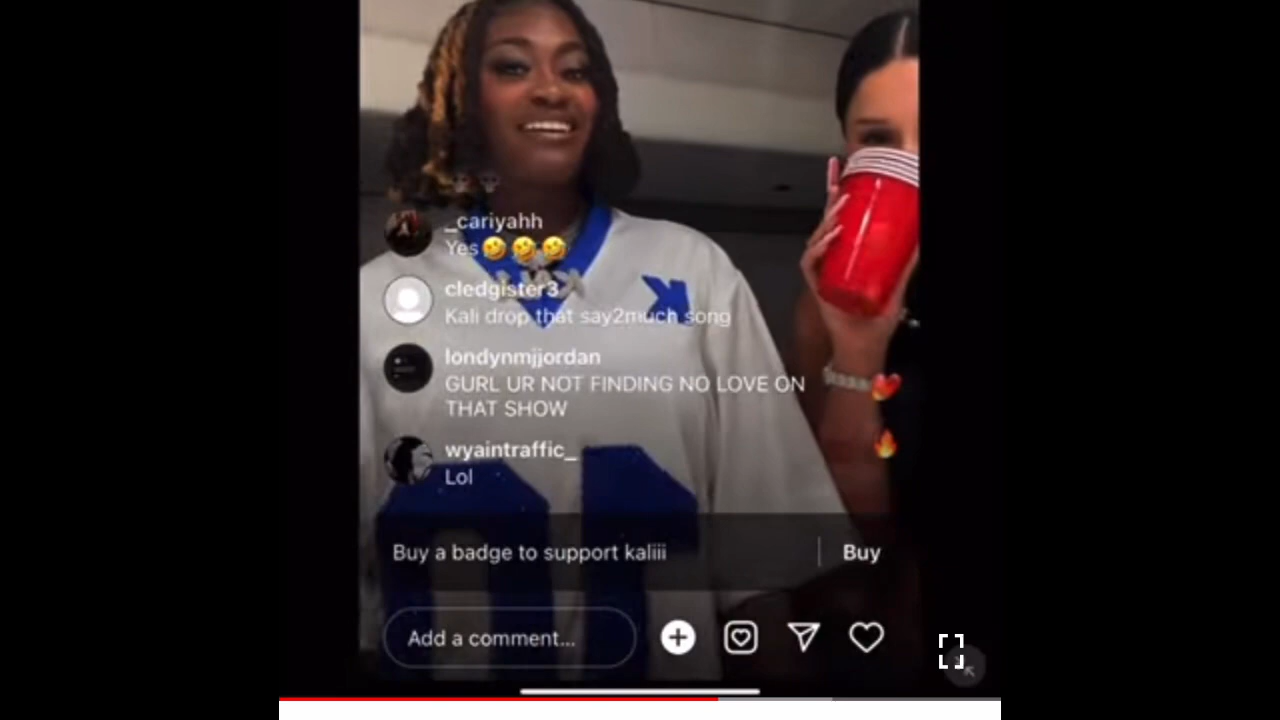 _cariyahh
Yes🤣🤣🤣
cledgister3
Kali drop that say2much song
londynmjjordan
GURL UR NOT FINDING NO LOVE ON
THAT SHOW
wyaintraffic_
Lol
Buy a badge to support kaliii
Buy
Add a comment...